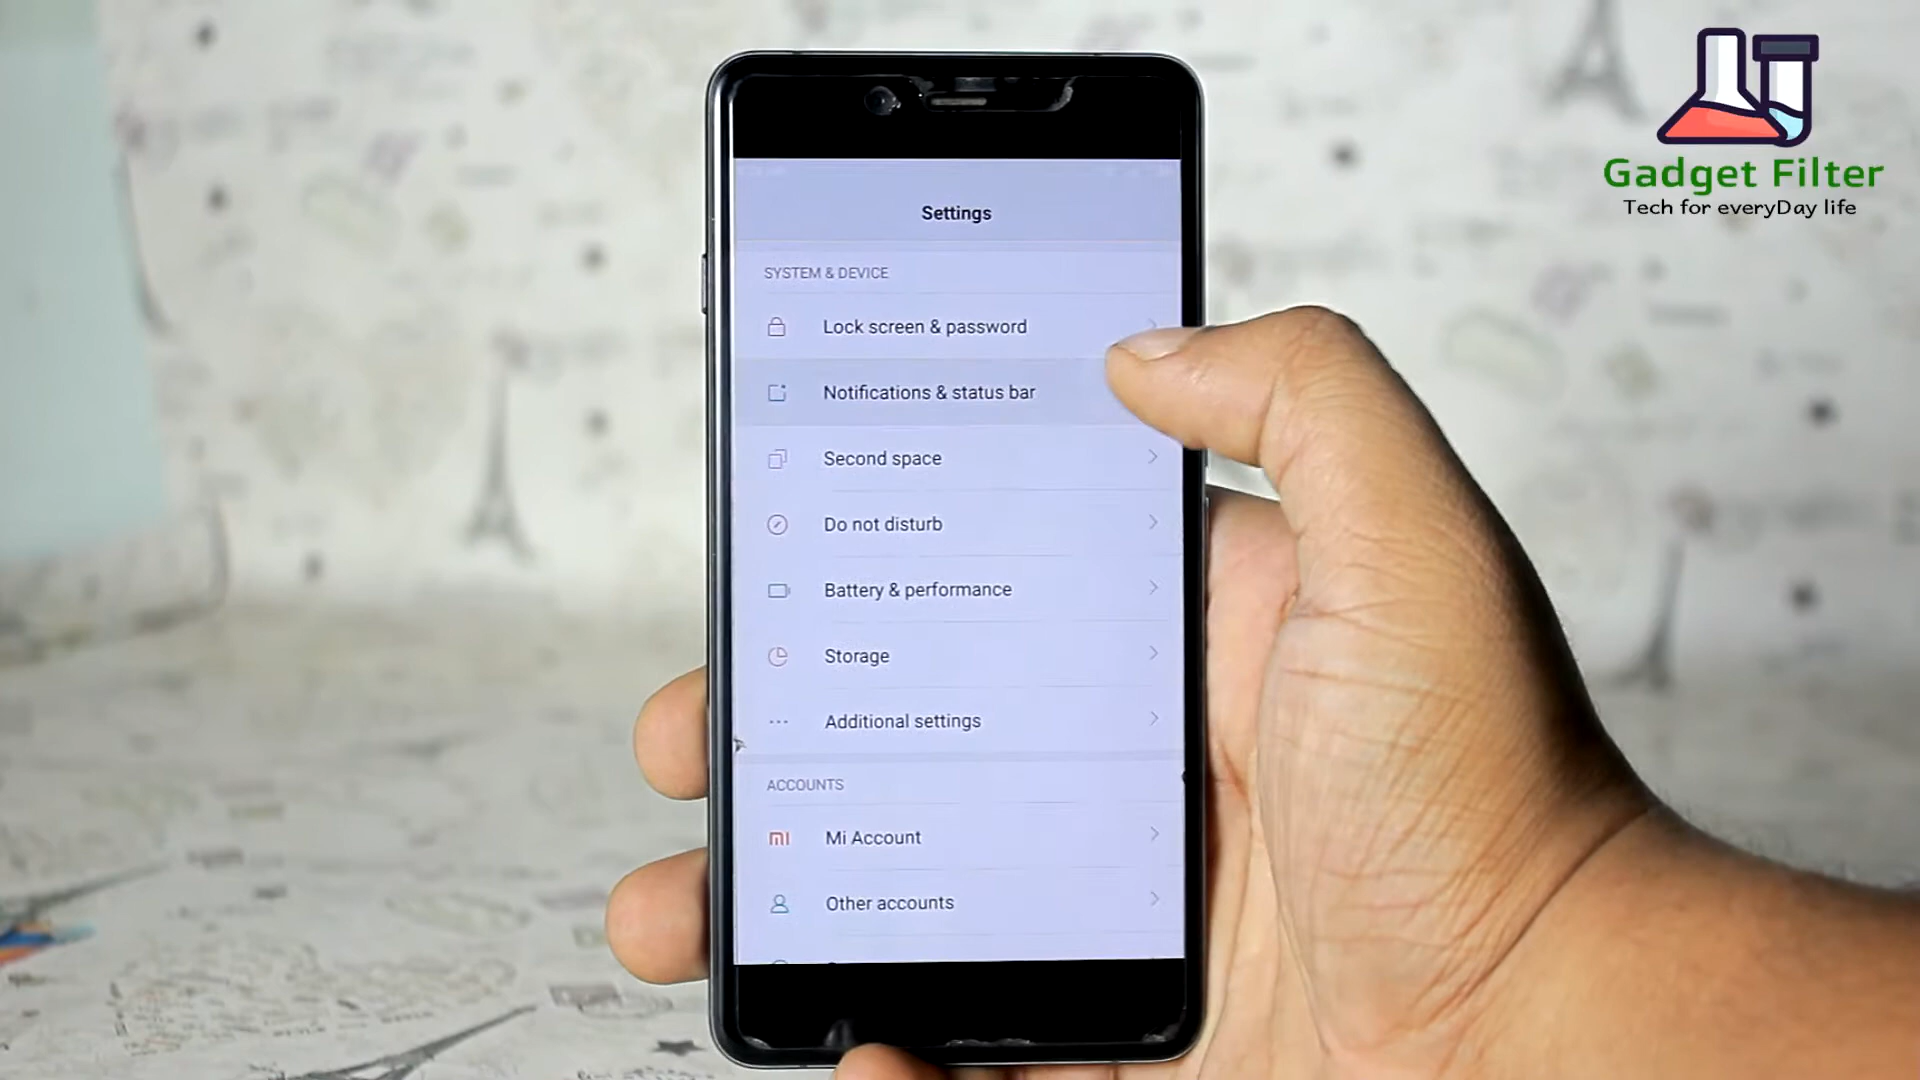 Gadget Filter
Tech for everyDay life
Settings
SYSTEM & DEVICE
Lock screen & password
Notifications & status bar
Second space
Do not disturb
Battery & performance
Storage
Additional settings
ACCOUNTS
Mi Account
Other accounts